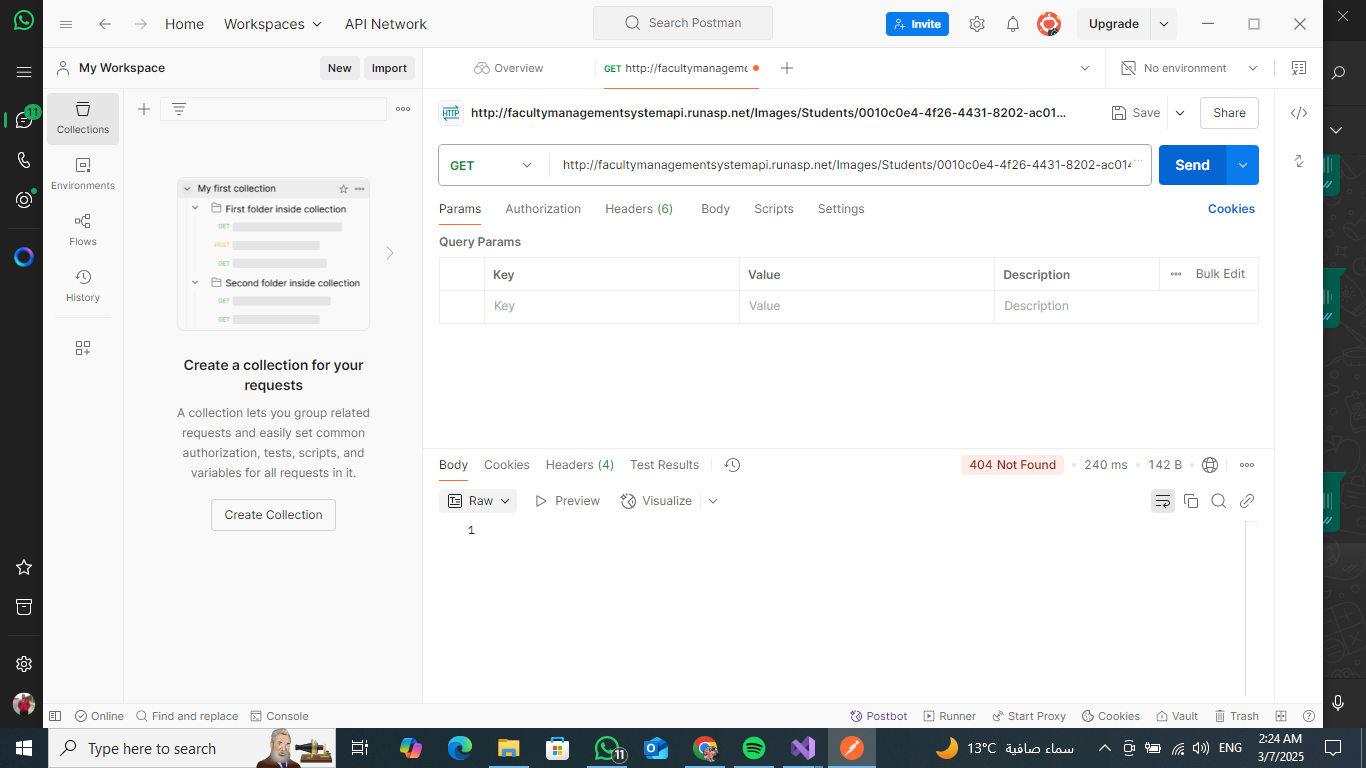 Home
Workspaces
API Network
Search Postman
Invite
Upgrade
My Workspace
New
Import
Overview
GET http://facultymanageme
No environment
11
Collections
Environments
Flows
History
HTTP
http://facultymanagementsystemapi.runasp.net/Images/Students/0010c0e4-4f26-4431-8202-ac01...
Save
Share
GET
http://facultymanagementsystemapi.runasp.net/Images/Students/0010c0e4-4f26-4431-8202-ac014
Send
Params
Authorization
Headers (6)
Body
Scripts
Settings
Cookies
Query Params
Key
Value
Description
Bulk Edit
Key
Value
Description
My first collection
First folder inside collection
GET
POST
GET
Second folder inside collection
GET
GET
Create a collection for your
requests
A collection lets you group related
requests and easily set common
authorization, tests, scripts, and
variables for all requests in it.
Create Collection
Body
Cookies
Headers (4)
Test Results
404 Not Found
240 ms
142 B
Raw
Preview
Visualize
1
Online
Find and replace
Console
Postbot
Runner
Start Proxy
Cookies
Vault
Trash
Type here to search
11
13°C سماء صافية
ENG
2:24 AM
3/7/2025